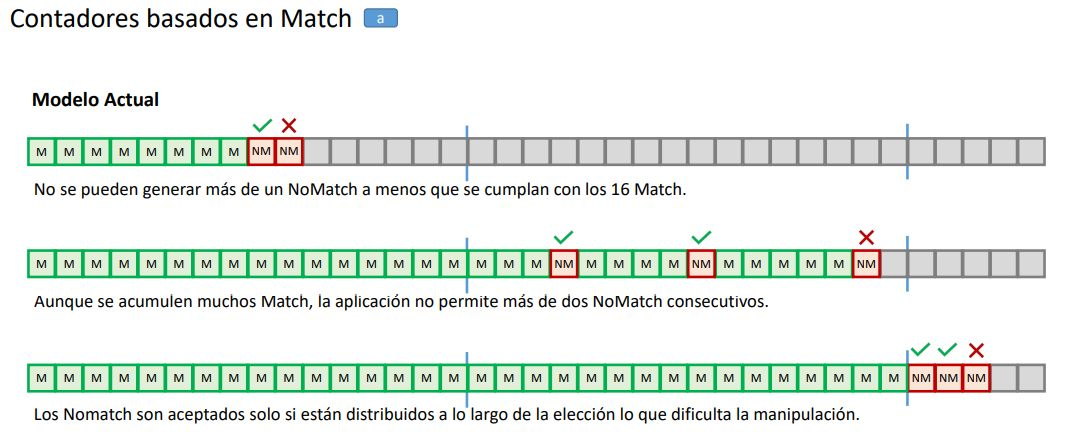 Contadores basados en Match a
Modelo Actual
M M M M M M M M NM NM
No se pueden generar más de un NoMatch a menos que se cumplan con los 16 Match.
M M M M M M M M M M M M M M M M M M M NM M M M M NM M M M M M NM
Aunque se acumulen muchos Match, la aplicación no permite más de dos NoMatch consecutivos.
M M M M M M M M M M M M M M M M M M M M M M M M M M M M M M M M NM NM NM
Los Nomatch son aceptados solo si están distribuidos a lo largo de la elección lo que dificulta la manipulación.